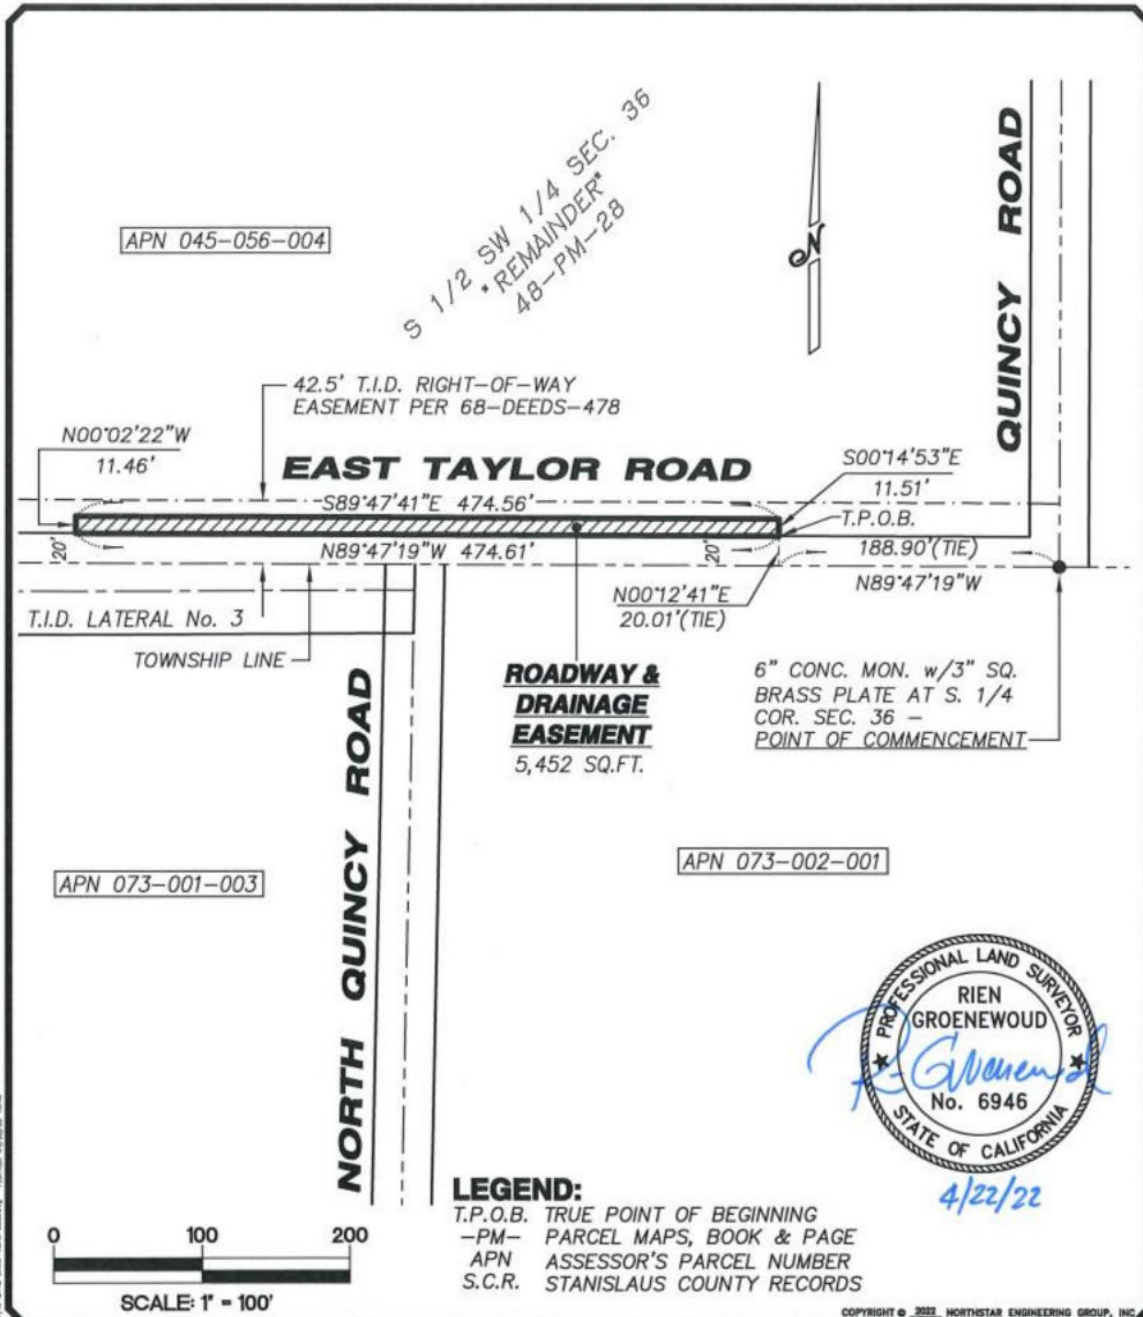 S 1/2 SW 1/4 SEC. 36
"REMAINDER"
48-PM-28
APN 045-056-004
N
QUINCY ROAD
42.5' T.I.D. RIGHT-OF-WAY
EASEMENT PER 68-DEEDS-478
N00°02'22"W
11.46'
EAST TAYLOR ROAD
S00°14'53"E
11.51'
S89°47'41"E 474.56'
T.P.O.B.
20'
N89°47'19"W 474.61'
20'
188.90'(TIE)
N89°47'19"W
N00°12'41"E
20.01'(TIE)
T.I.D. LATERAL No. 3
TOWNSHIP LINE
ROADWAY &
DRAINAGE
EASEMENT
5,452 SQ.FT.
6" CONC. MON. w/3" SQ.
BRASS PLATE AT S. 1/4
COR. SEC. 36 -
POINT OF COMMENCEMENT
NORTH QUINCY ROAD
APN 073-001-003
APN 073-002-001
PROFESSIONAL LAND SURVEYOR
RIEN
GROENEWOUD
No. 6946
STATE OF CALIFORNIA
4/22/22
LEGEND:
T.P.O.B. TRUE POINT OF BEGINNING
-PM- PARCEL MAPS, BOOK & PAGE
APN ASSESSOR'S PARCEL NUMBER
S.C.R. STANISLAUS COUNTY RECORDS
0 100 200
SCALE: 1" = 100'
COPYRIGHT © 2022 NORTHSTAR ENGINEERING GROUP, INC.